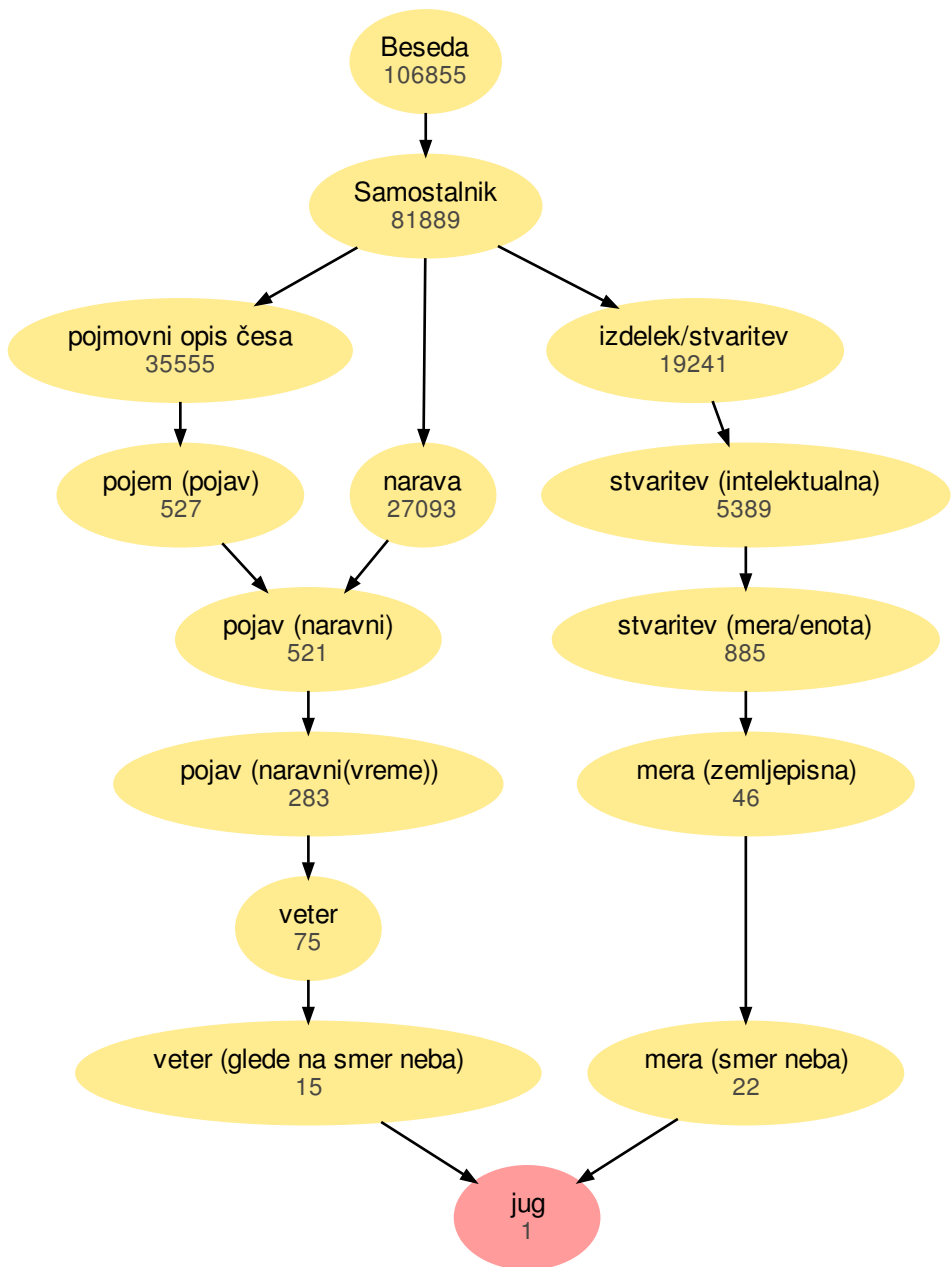 Beseda
106855
Samostalnik
81889
pojmovni opis česa
35555
izdelek/stvaritev
19241
pojem (pojav)
527
narava
27093
stvaritev (intelektualna)
5389
pojav (naravni)
521
stvaritev (mera/enota)
885
pojav (naravni(vreme))
283
mera (zemljepisna)
46
veter
75
veter (glede na smer neba)
15
mera (smer neba)
22
jug
1